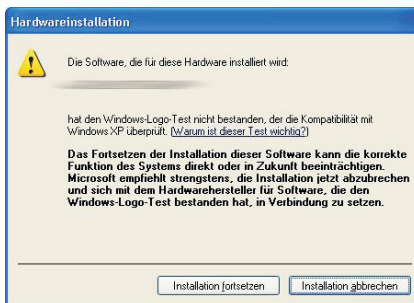 Hardwareinstallation
Die Software, die für diese Hardware installiert wird:
hat den Windows-Logo-Test nicht bestanden, der die Kompatibilität mit
Windows XP überprüft. (Warum ist dieser Test wichtig?)
Das Fortsetzen der Installation dieser Software kann die korrekte
Funktion des Systems direkt oder in Zukunft beeinträchtigen.
Microsoft empfiehlt strengstens, die Installation jetzt abzubrechen
und sich mit dem Hardwarehersteller für Software, die den
Windows-Logo-Test bestanden hat, in Verbindung zu setzen.
Installation fortsetzen
Installation abbrechen